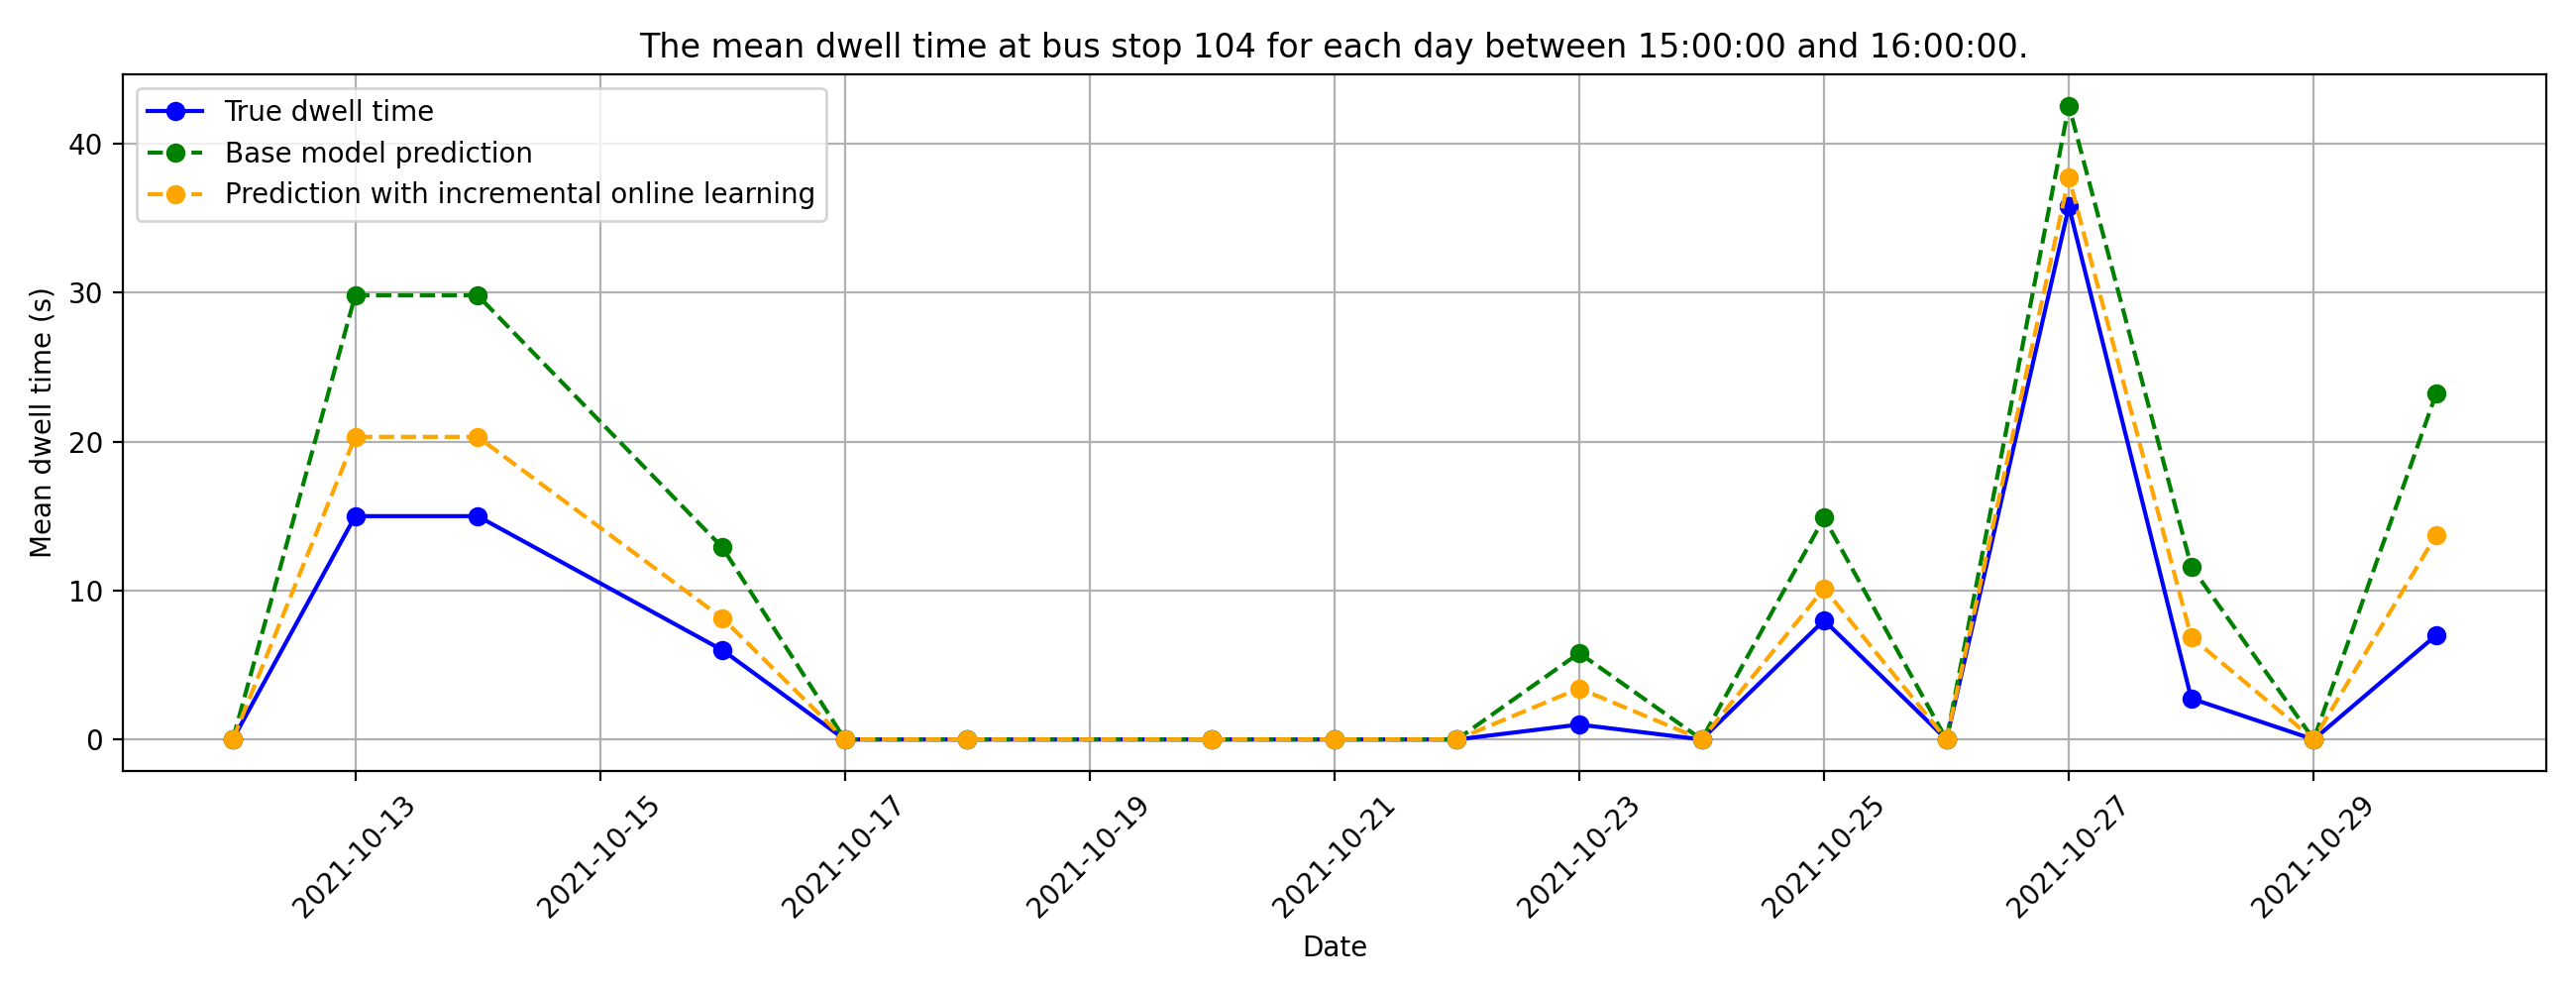 The mean dwell time at bus stop 104 for each day between 15:00:00 and 16:00:00.
True dwell time
Base model prediction
Prediction with incremental online learning
Mean dwell time (s)
40
30
20
10
0
2021-10-13
2021-10-15
2021-10-17
2021-10-19
2021-10-21
2021-10-23
2021-10-25
2021-10-27
2021-10-29
Date